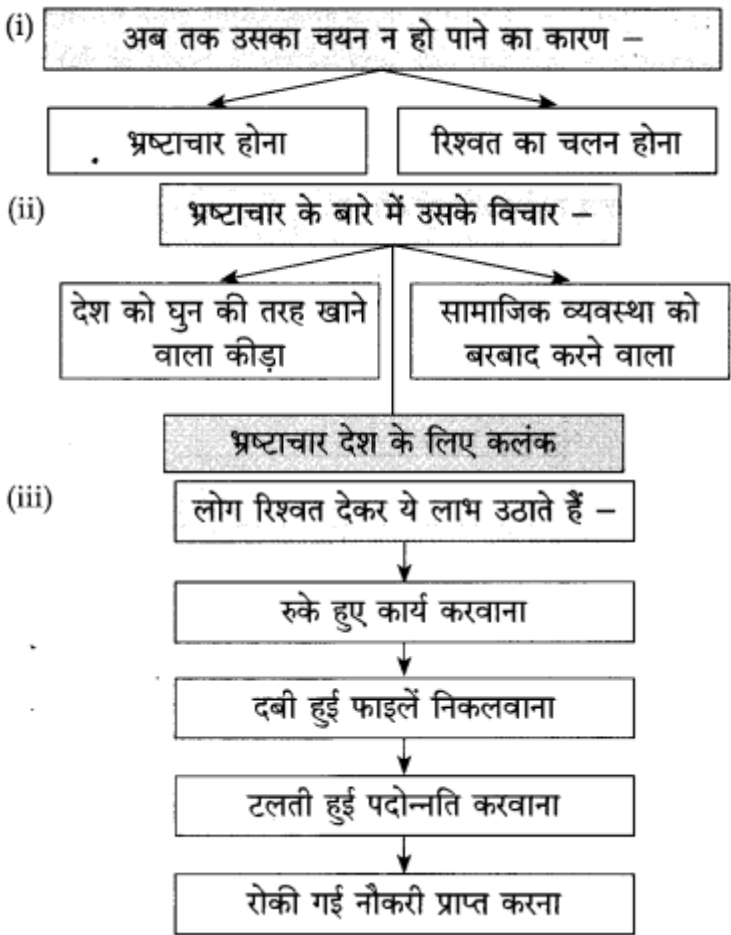 (i) अब तक उसका चयन न हो पाने का कारण –
भ्रष्टाचार होना रिश्वत का चलन होना
(ii) भ्रष्टाचार के बारे में उसके विचार –
देश को घुन की तरह खाने सामाजिक व्यवस्था को
वाला कीड़ा बरबाद करने वाला
भ्रष्टाचार देश के लिए कलंक
(iii) लोग रिश्वत देकर ये लाभ उठाते हैं –
रुके हुए कार्य करवाना
दबी हुई फाइलें निकलवाना
टलती हुई पदोन्नति करवाना
रोकी गई नौकरी प्राप्त करना